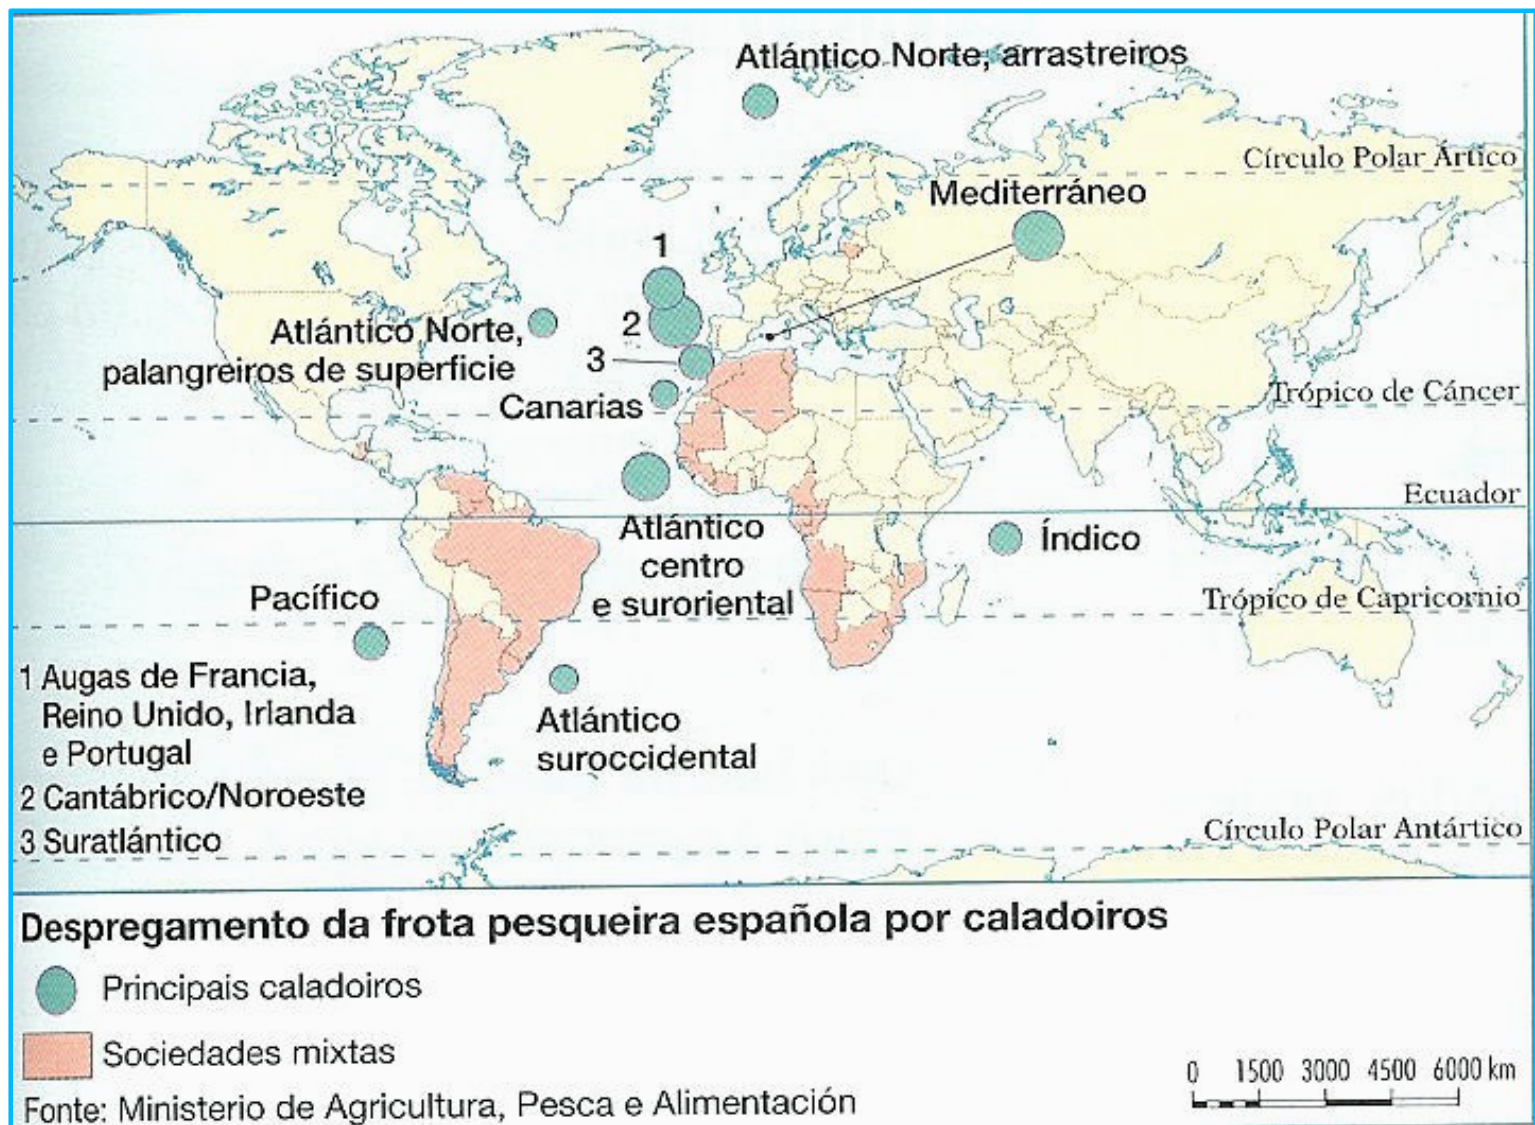 Atlántico Norte, arrastreiros
Círculo Polar Ártico
Mediterráneo
1
2
Atlántico Norte,
palangreiros de superficie
3
Canarias
Trópico de Cáncer
Ecuador
Atlántico
centro
e suroriental
Índico
Pacífico
Trópico de Capricornio
1 Augas de Francia,
Reino Unido, Irlanda
e Portugal
2 Cantábrico/Noroeste
3 Suratlántico
Atlántico
suroccidental
Círculo Polar Antártico
Despregamento da frota pesqueira española por caladoiros
Principais caladoiros
Sociedades mixtas
Fonte: Ministerio de Agricultura, Pesca e Alimentación
0 1500 3000 4500 6000 km